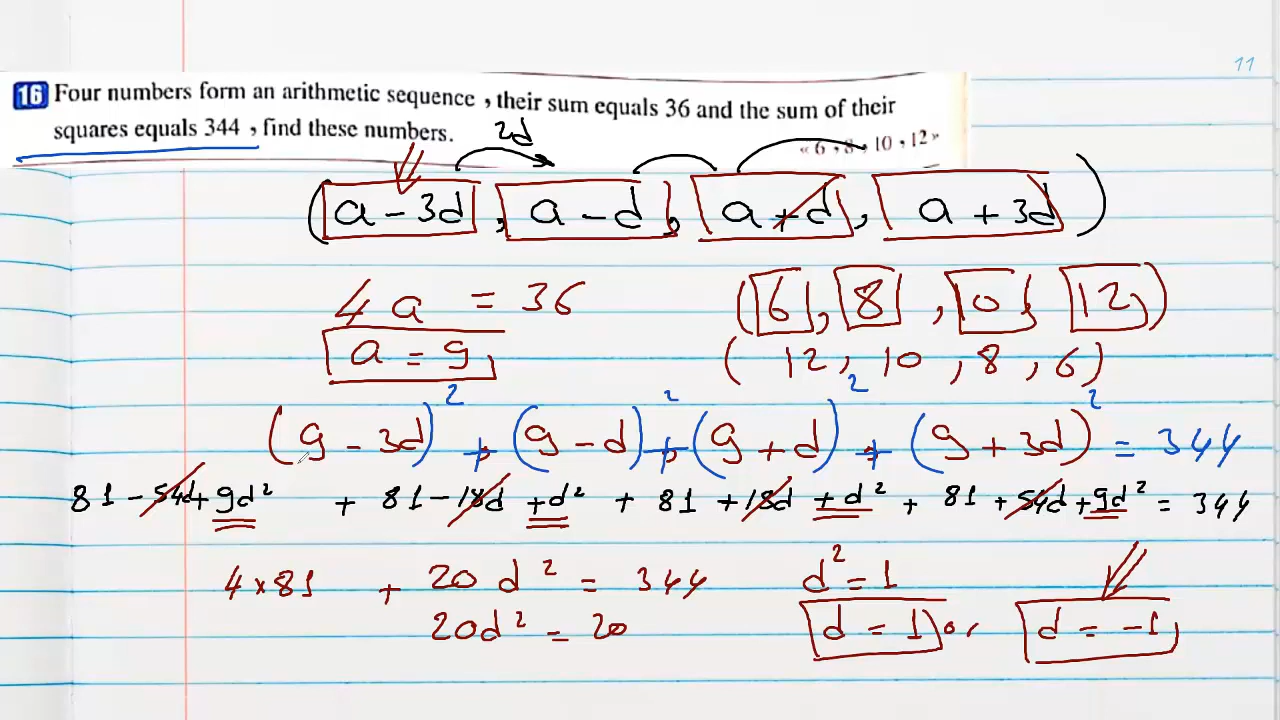 11
16 Four numbers form an arithmetic sequence , their sum equals 36 and the sum of their
squares equals 344 , find these numbers.
« 6 , 8 , 10 , 12 »
2d
( a - 3d , a - d , a + d , a + 3d )
4a = 36
( 6 , 8 , 10 , 12 )
a = 9
( 12 , 10 , 8 , 6 )
(9 - 3d)² + (9 - d)² + (9 + d)² + (9 + 3d)² = 344
81 - 54d + 9d² + 81 - 18d + d² + 81 + 18d + d² + 81 + 54d + 9d² = 344
4 × 81 + 20 d² = 344
d² = 1
20d² = 20
d = 1 or d = -1